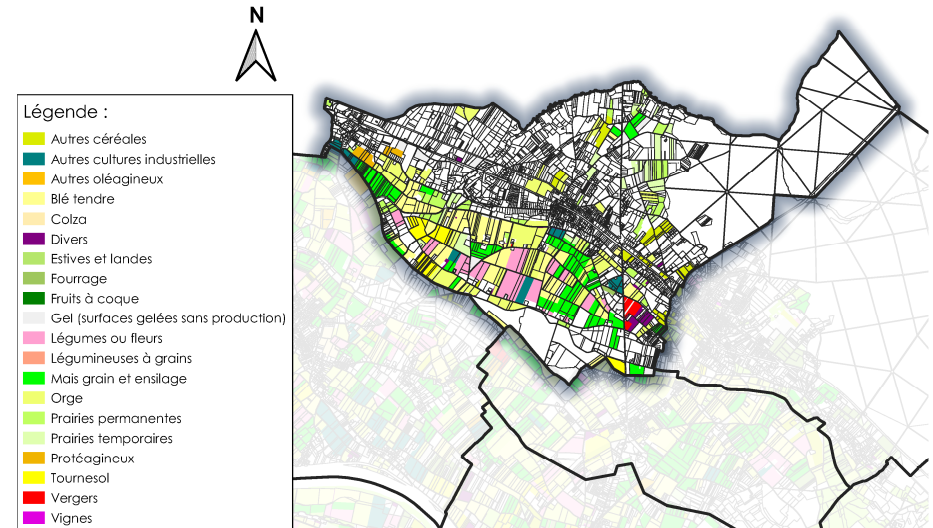 N
Légende :
Autres céréales
Autres cultures industrielles
Autres oléagineux
Blé tendre
Colza
Divers
Estives et landes
Fourrage
Fruits à coque
Gel (surfaces gelées sans production)
Légumes ou fleurs
Légumineuses à grains
Mais grain et ensilage
Orge
Prairies permanentes
Prairies temporaires
Protéagineux
Tournesol
Vergers
Vignes